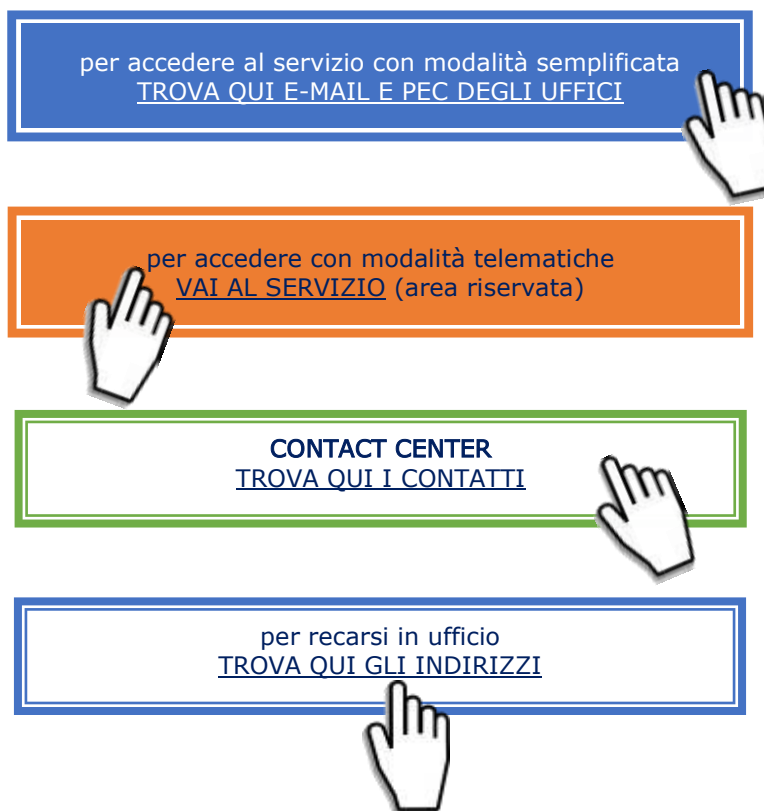 per accedere al servizio con modalità semplificata
TROVA QUI E-MAIL E PEC DEGLI UFFICI
per accedere con modalità telematiche
VAI AL SERVIZIO (area riservata)
CONTACT CENTER
TROVA QUI I CONTATTI
per recarsi in ufficio
TROVA QUI GLI INDIRIZZI